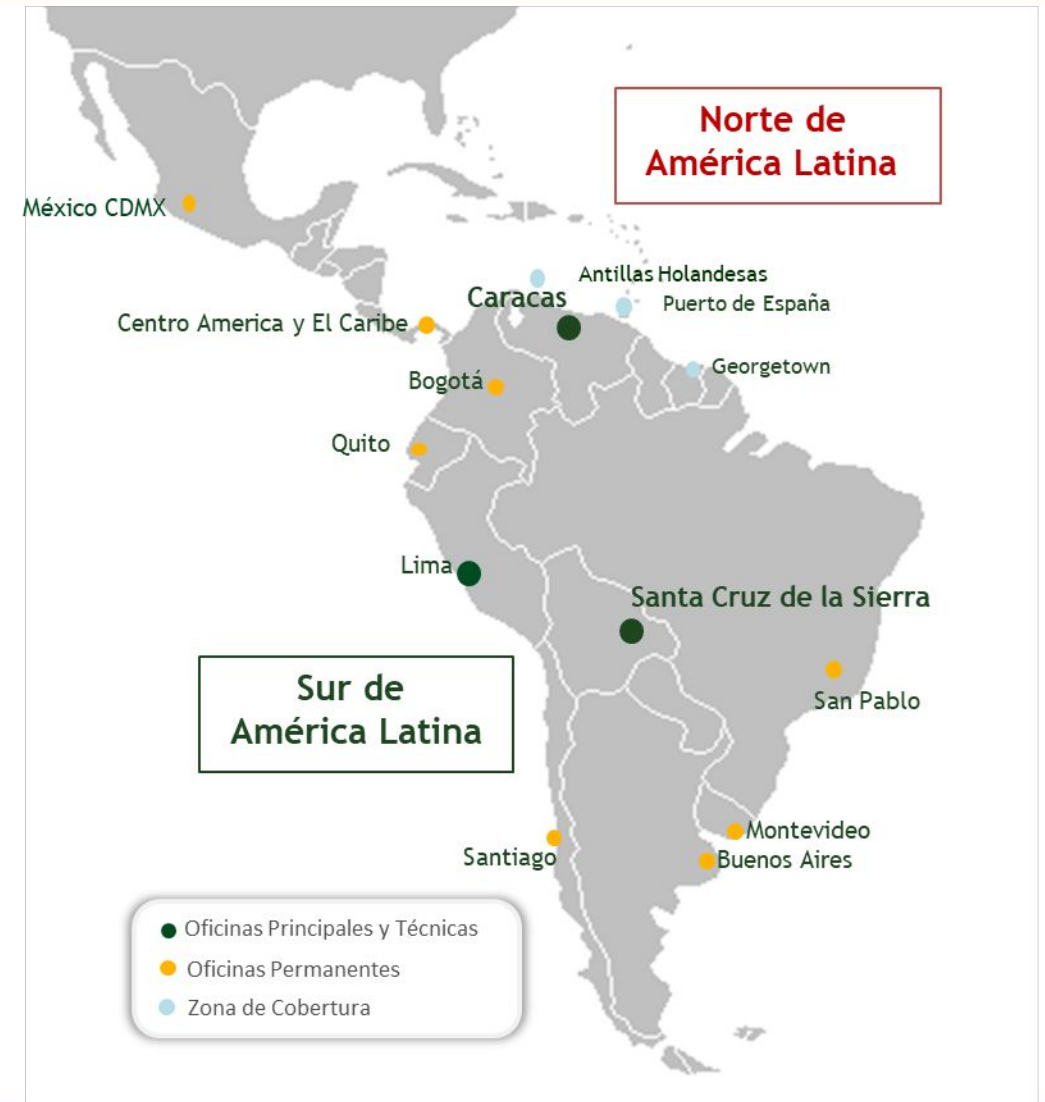 Norte de
América Latina
México CDMX
Antillas Holandesas
Caracas
Puerto de España
Centro America y El Caribe
Georgetown
Bogotá
Quito
Lima
Santa Cruz de la Sierra
Sur de
América Latina
San Pablo
Montevideo
Santiago
Buenos Aires
Oficinas Principales y Técnicas
Oficinas Permanentes
Zona de Cobertura